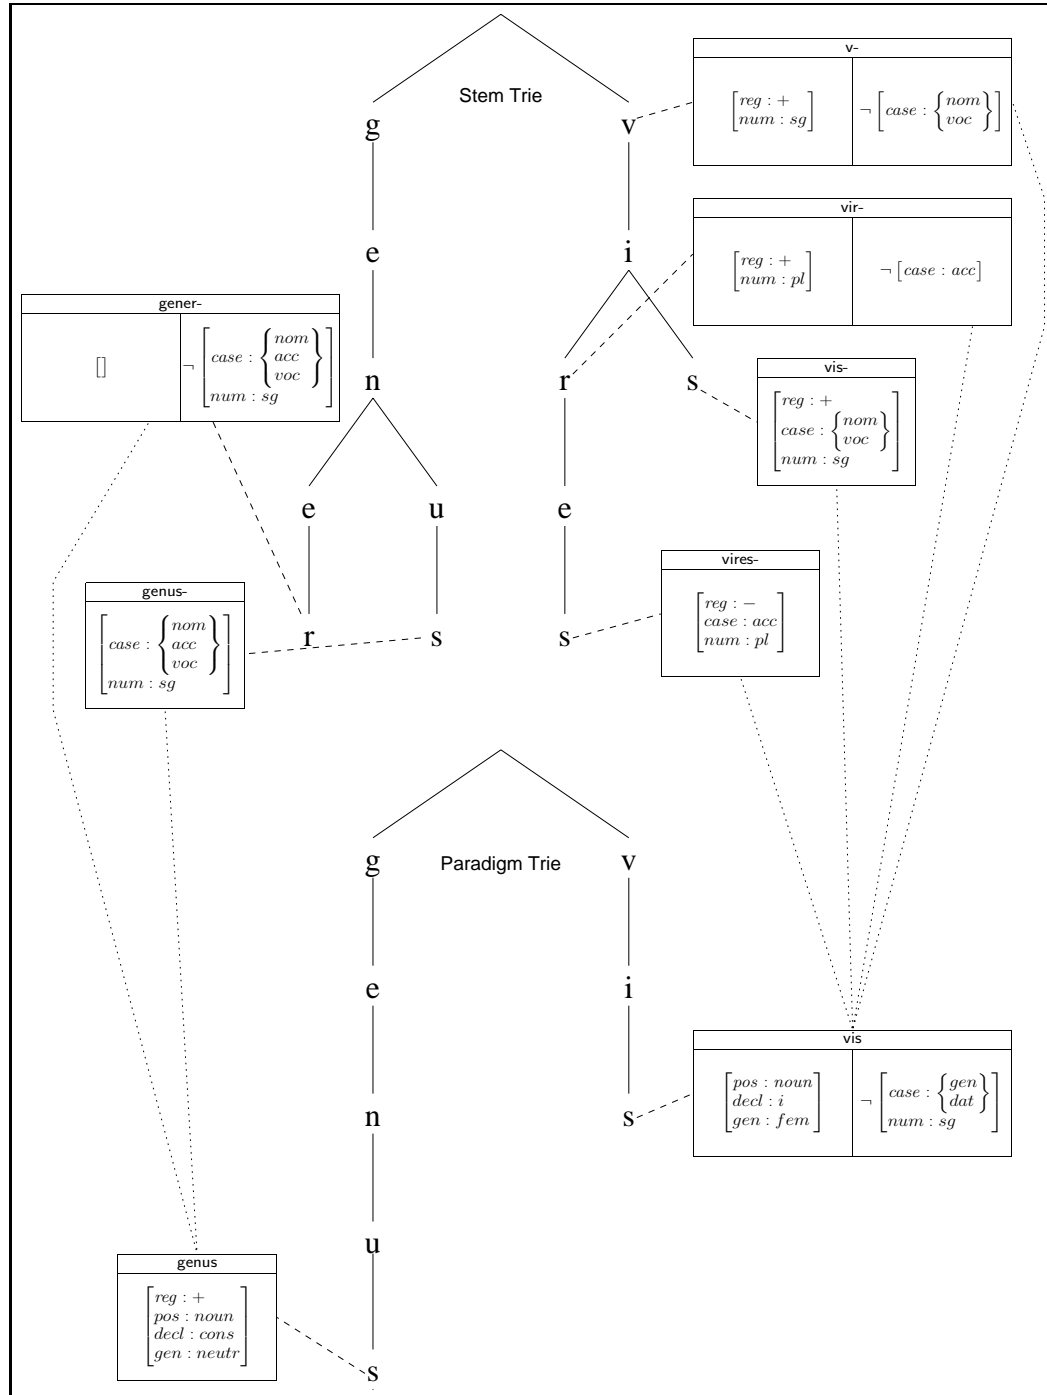 Stem Trie
g
v
e
i
n
r
s
e
u
e
r
s
s
v-
[reg : +
num : sg]
¬ [case : {nom
voc}]
vir-
[reg : +
num : pl]
¬ [case : acc]
gener-
[]
¬ [case : {nom
acc
voc}
num : sg]
vis-
[reg : +
case : {nom
voc}
num : sg]
genus-
[case : {nom
acc
voc}
num : sg]
vires-
[reg : −
case : acc
num : pl]
Paradigm Trie
g
v
e
i
n
s
u
s
vis
[pos : noun
decl : i
gen : fem]
¬ [case : {gen
dat}
num : sg]
genus
[reg : +
pos : noun
decl : cons
gen : neutr]